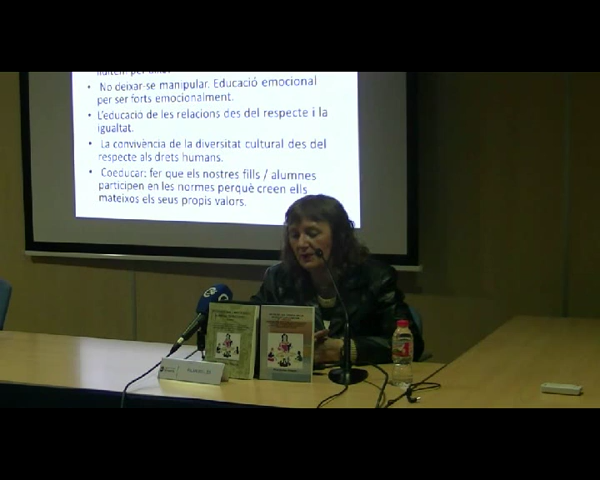 lluitem per
• No deixar-se manipular. Educació emocional
per ser forts emocionalment.
• L'educació de les relacions des del respecte i la
igualtat.
• La convivència de la diversitat cultural des del
respecte als drets humans.
• Coeducar: fer que els nostres fills / alumnes
participen en les normes perquè creen ells
mateixos els seus propis valors.